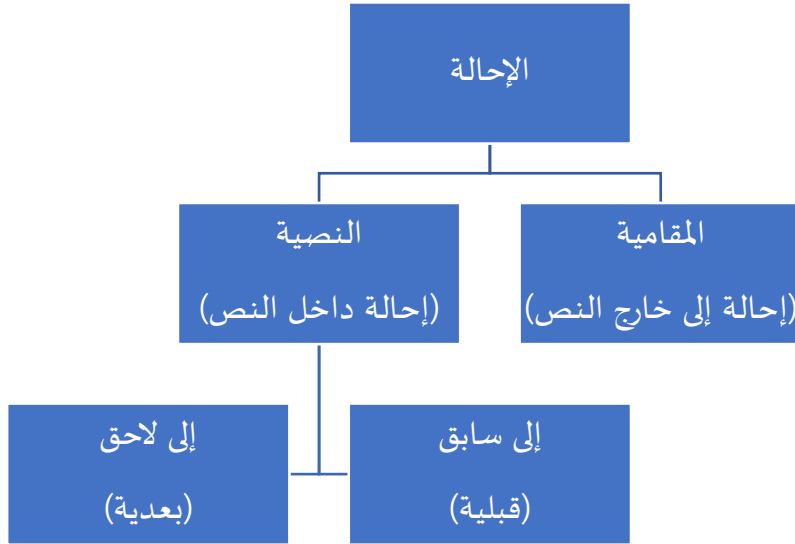 الإحالة
المقامية
(إحالة إلى خارج النص)
النصية
(إحالة داخل النص)
إلى سابق
(قبلية)
إلى لاحق
(بعدية)